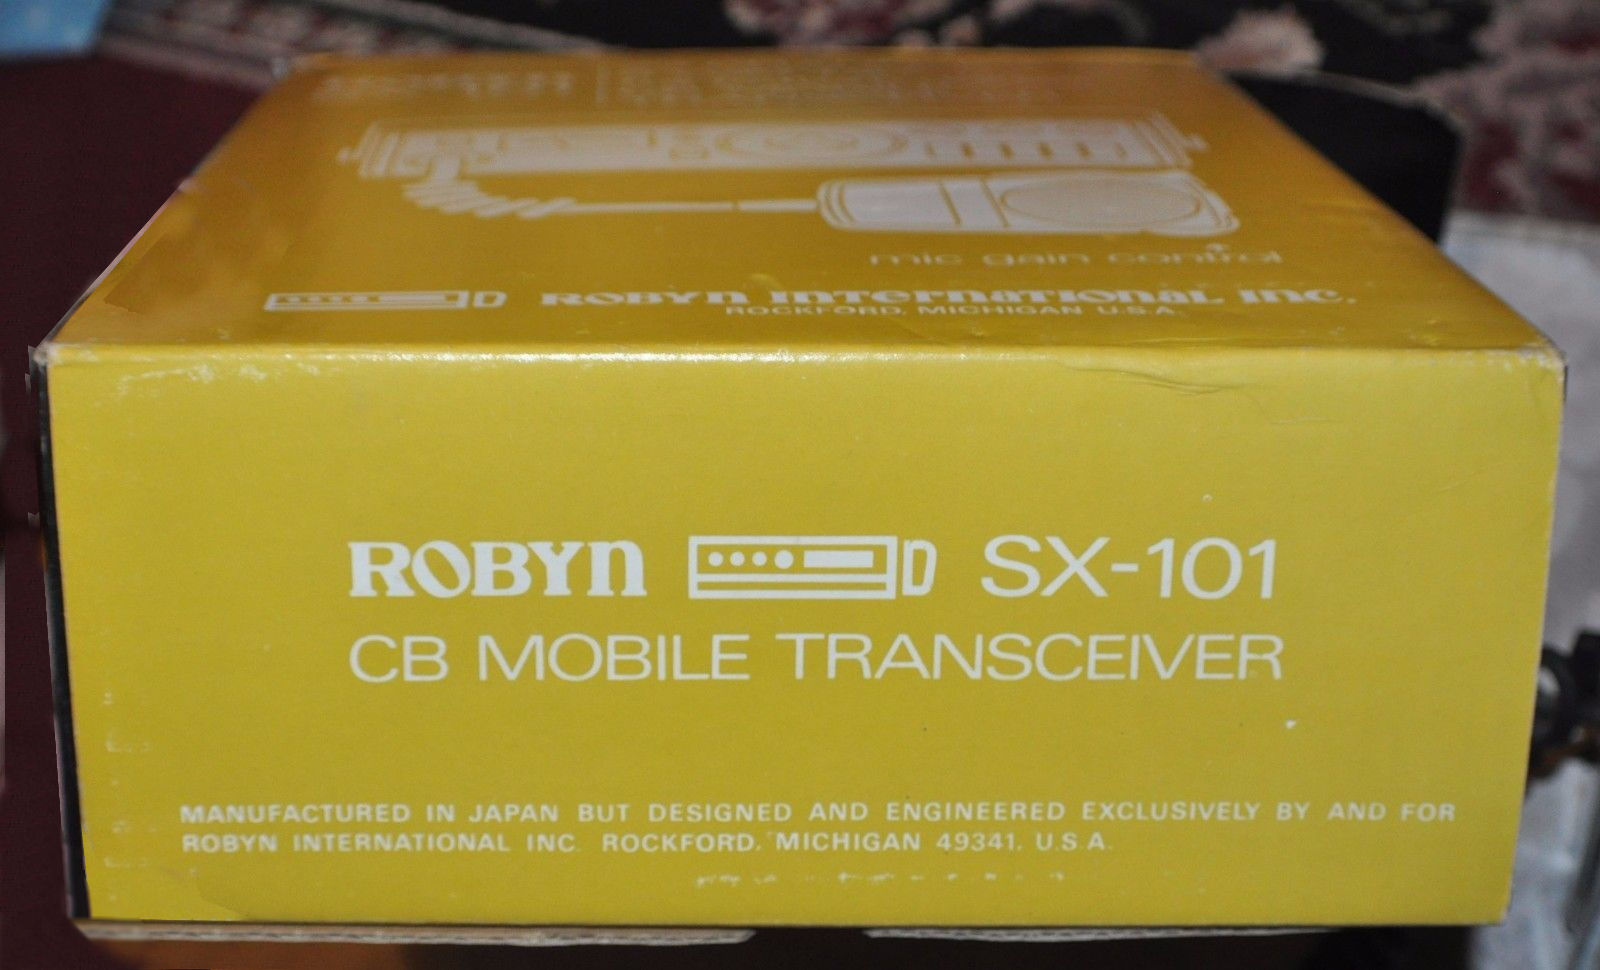 mic gain control
ROBYN INTERNATIONAL INC.
ROCKFORD, MICHIGAN U.S.A.
ROBYN SX-101
CB MOBILE TRANSCEIVER
MANUFACTURED IN JAPAN BUT DESIGNED AND ENGINEERED EXCLUSIVELY BY AND FOR
ROBYN INTERNATIONAL INC. ROCKFORD, MICHIGAN 49341, U.S.A.